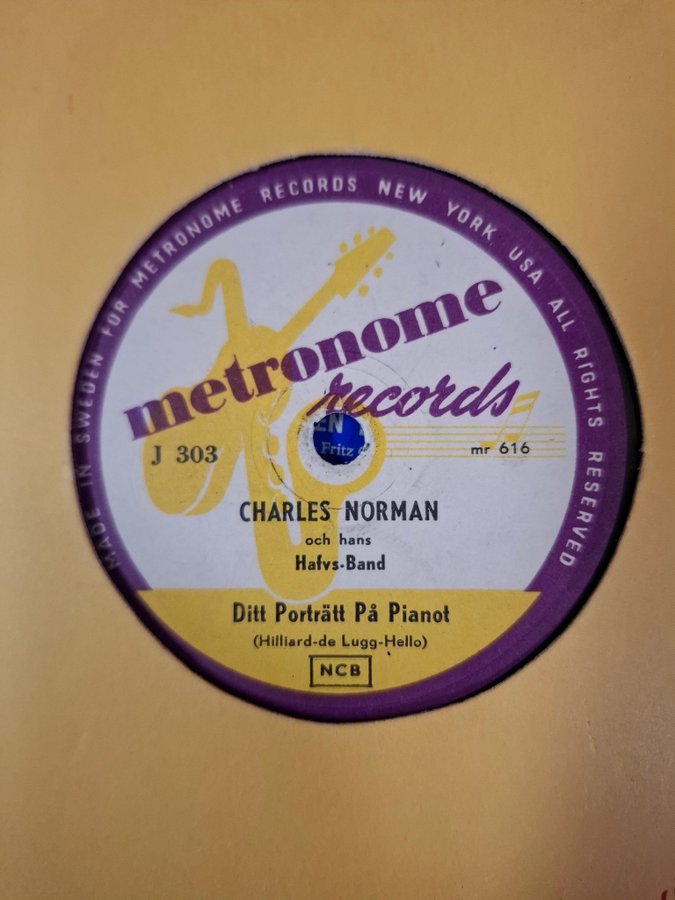 MADE IN SWEDEN FOR METRONOME RECORDS NEW YORK, USA ALL RIGHTS RESERVED
metronome
records
J 303
EN
Fritz
mr 616
CHARLES NORMAN
och hans
Hafvs-Band
Ditt Porträtt På Pianot
(Hilliard-de Lugg-Hello)
NCB